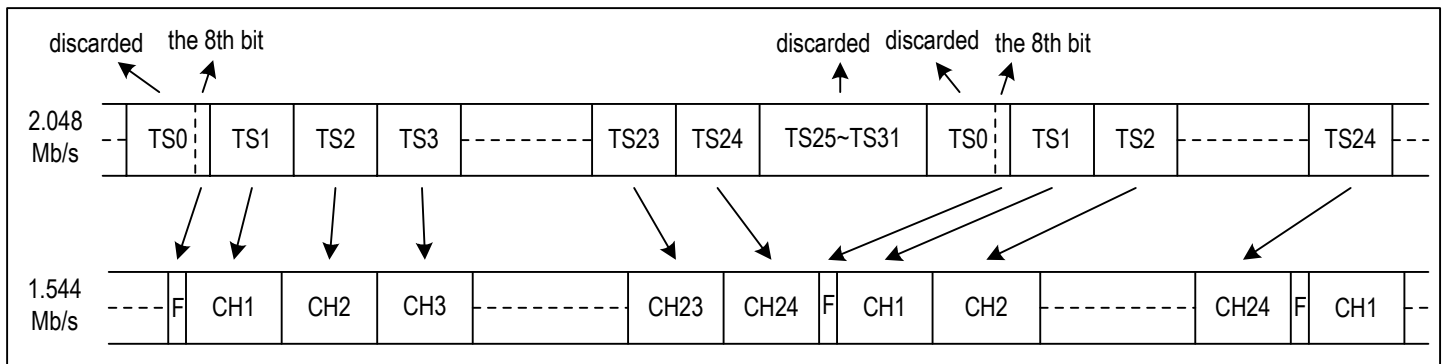 discarded the 8th bit discarded discarded the 8th bit
2.048
Mb/s
TS0 TS1 TS2 TS3 TS23 TS24 TS25~TS31 TS0 TS1 TS2 TS24
1.544
Mb/s
F CH1 CH2 CH3 CH23 CH24 F CH1 CH2 CH24 F CH1